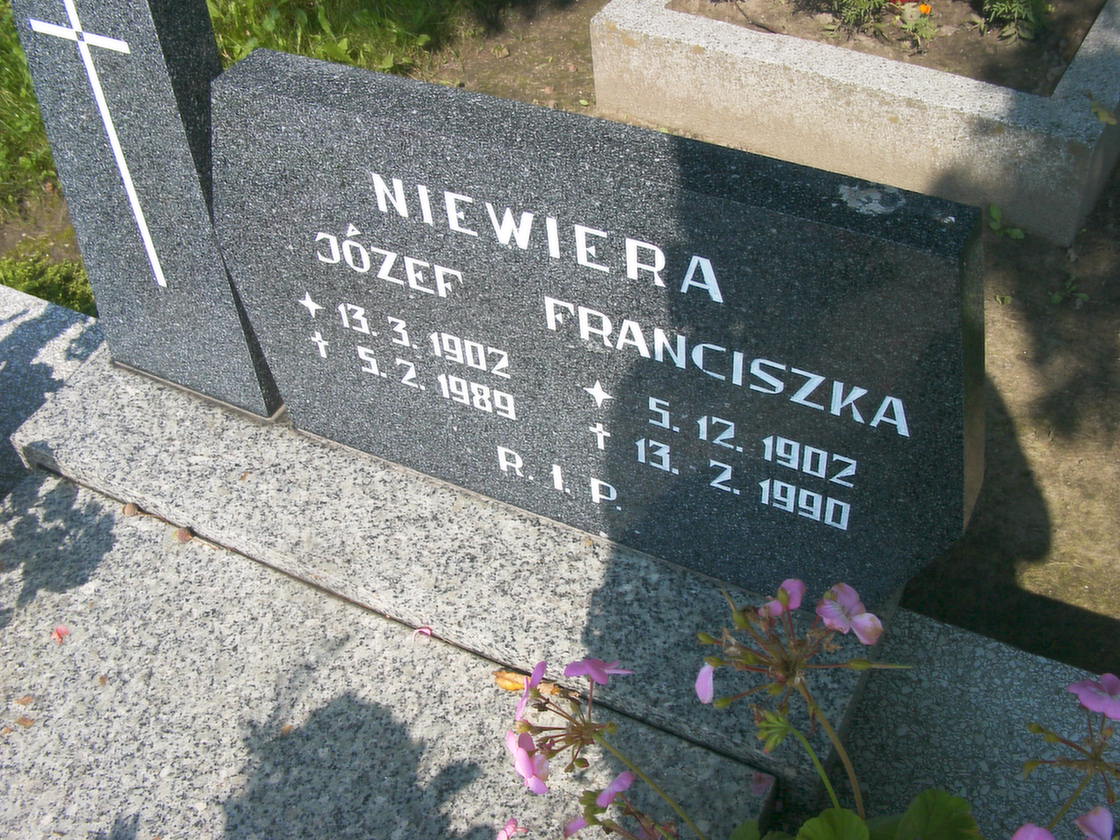 NIEWIERA
JÓZEF
13. 3. 1902
5. 2. 1989
FRANCISZKA
5. 12. 1902
13. 2. 1990
R. I. P.